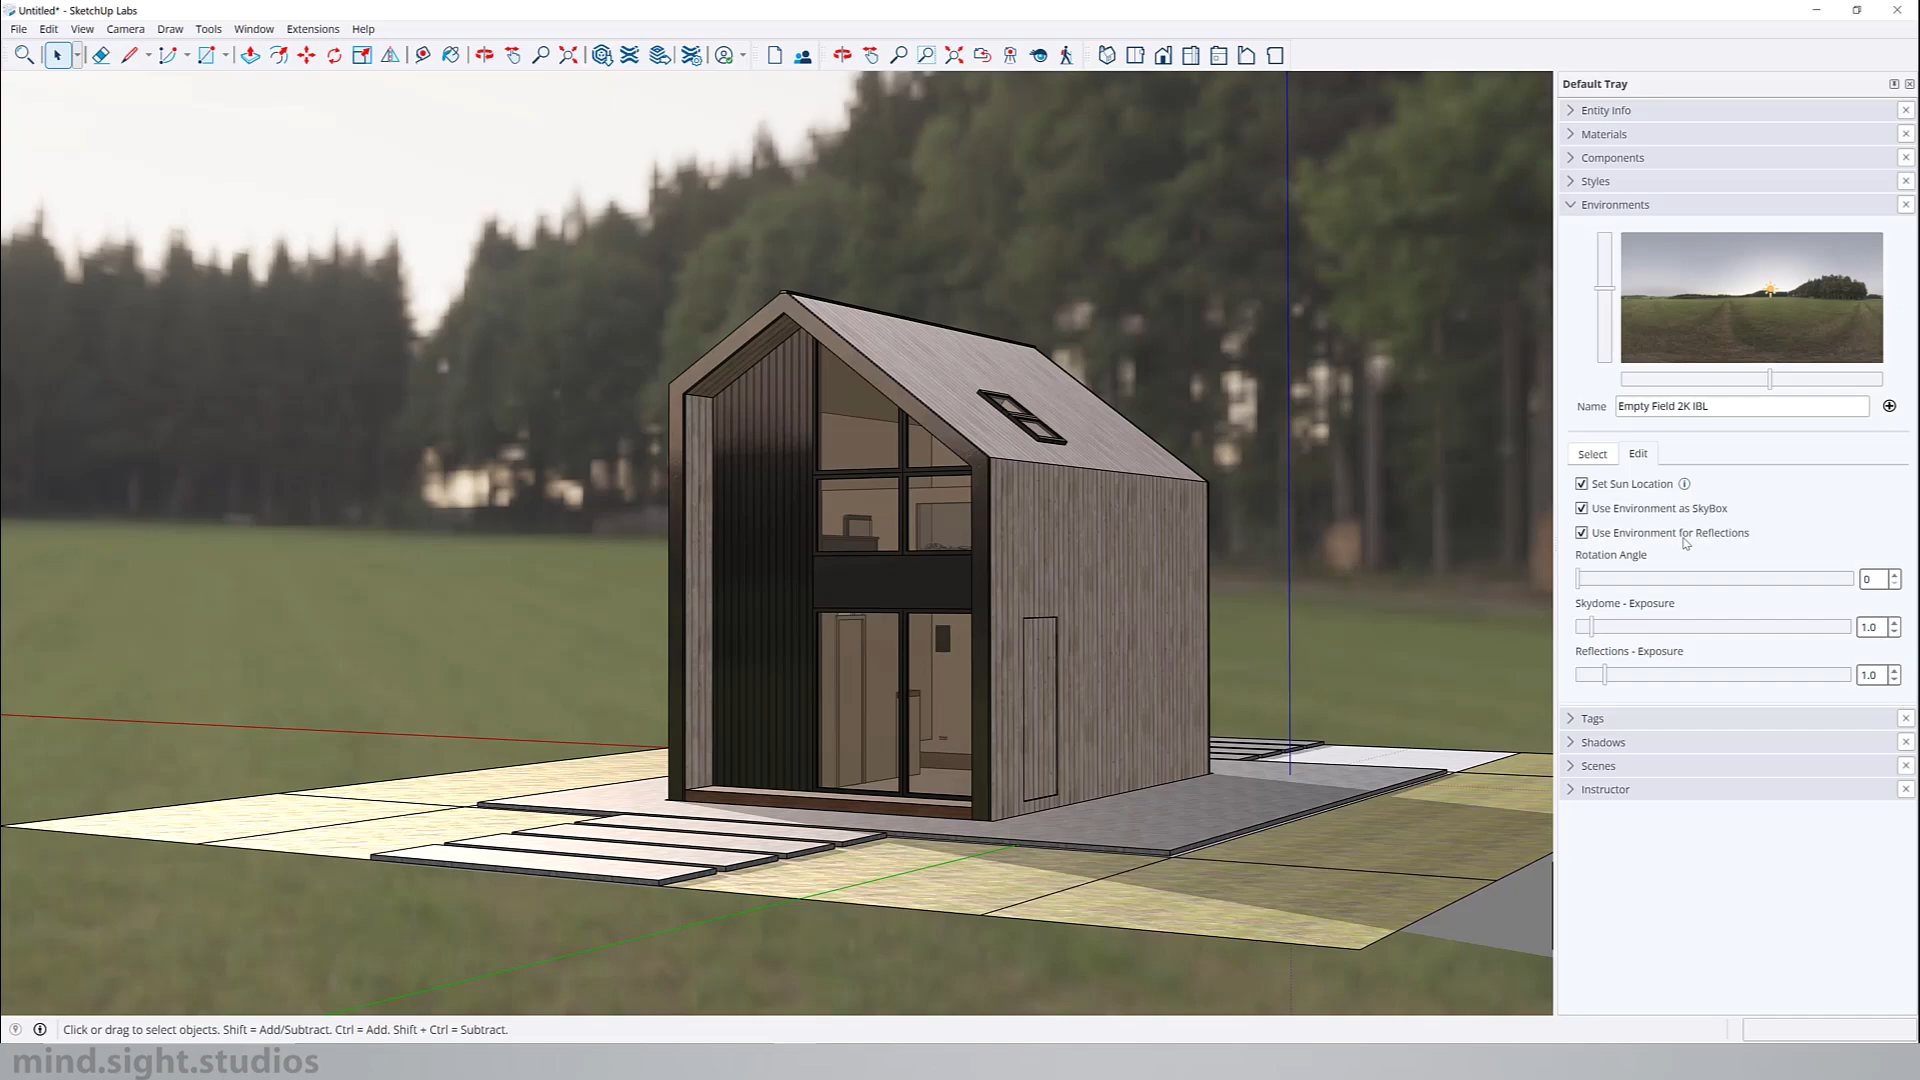 Untitled* - SketchUp Labs
File Edit View Camera Draw Tools Window Extensions Help
Default Tray
Entity Info
Materials
Components
Styles
Environments
Name Empty Field 2K IBL
Select Edit
Set Sun Location
Use Environment as SkyBox
Use Environment for Reflections
Rotation Angle
0
Skydome - Exposure
1.0
Reflections - Exposure
1.0
Tags
Shadows
Scenes
Instructor
Click or drag to select objects. Shift = Add/Subtract. Ctrl = Add. Shift + Ctrl = Subtract.
mind.sight.studios